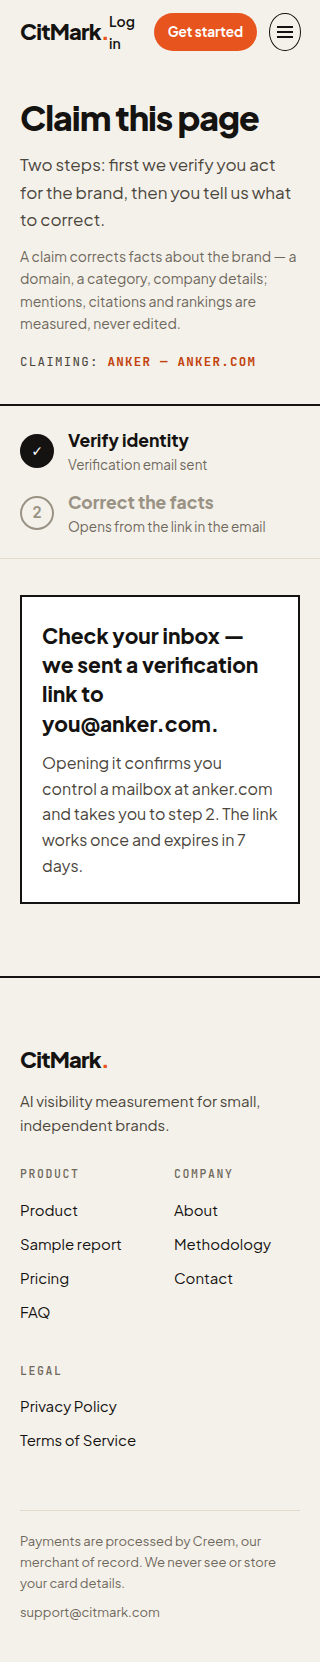 CitMark.
Log
in
Get started
Claim this page
Two steps: first we verify you act
for the brand, then you tell us what
to correct.
A claim corrects facts about the brand — a
domain, a category, company details;
mentions, citations and rankings are
measured, never edited.
CLAIMING: ANKER — ANKER.COM
✓
Verify identity
Verification email sent
2
Correct the facts
Opens from the link in the email
Check your inbox —
we sent a verification
link to
you@anker.com.
Opening it confirms you
control a mailbox at anker.com
and takes you to step 2. The link
works once and expires in 7
days.
CitMark.
AI visibility measurement for small,
independent brands.
PRODUCT
Product
Sample report
Pricing
FAQ
COMPANY
About
Methodology
Contact
LEGAL
Privacy Policy
Terms of Service
Payments are processed by Creem, our
merchant of record. We never see or store
your card details.
support@citmark.com